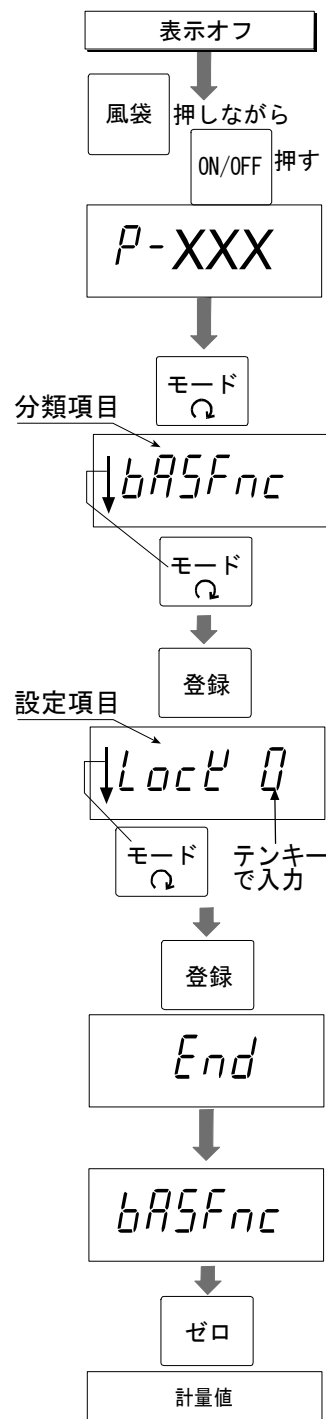 表示オフ
風袋 押しながら
ON/OFF 押す
P-XXX
モード
分類項目
bASFnc
モード
登録
設定項目
LocK 0
モード
テンキー
で入力
登録
End
bASFnc
ゼロ
計量値